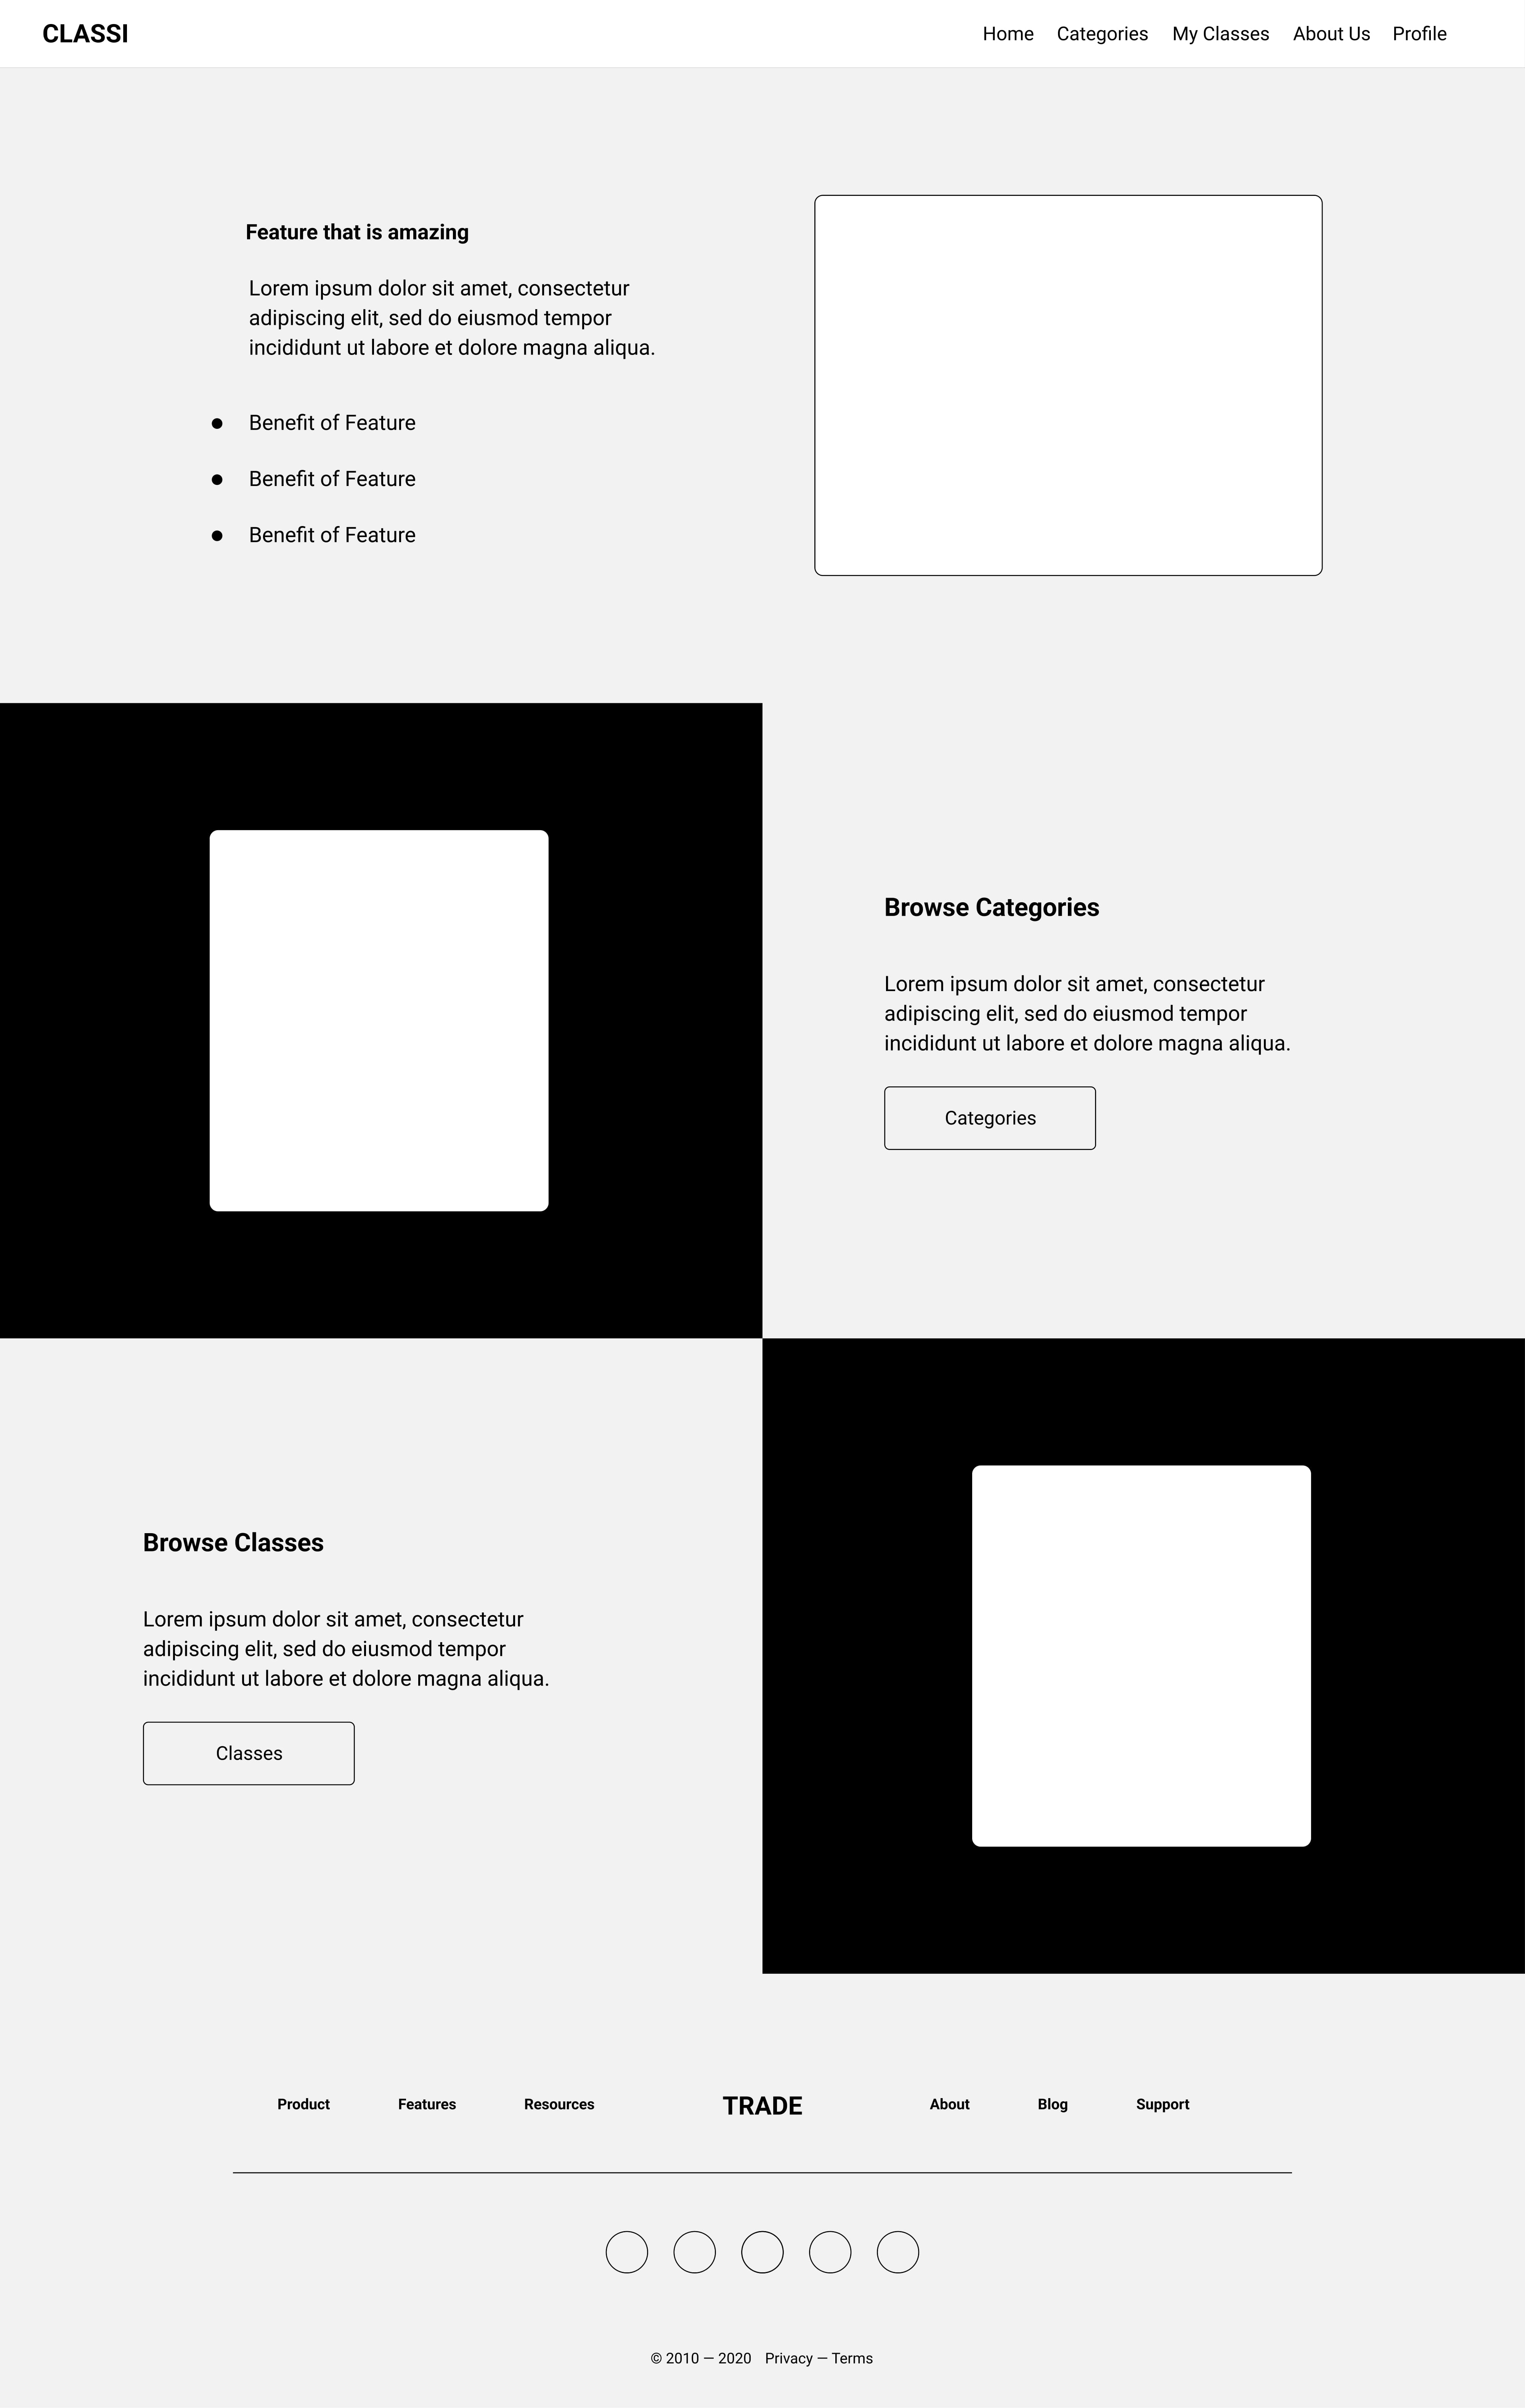 CLASSI
Home Categories My Classes About Us Profile
Feature that is amazing
Lorem ipsum dolor sit amet, consectetur
adipiscing elit, sed do eiusmod tempor
incididunt ut labore et dolore magna aliqua.
Benefit of Feature
Benefit of Feature
Benefit of Feature
Browse Categories
Lorem ipsum dolor sit amet, consectetur
adipiscing elit, sed do eiusmod tempor
incididunt ut labore et dolore magna aliqua.
Categories
Browse Classes
Lorem ipsum dolor sit amet, consectetur
adipiscing elit, sed do eiusmod tempor
incididunt ut labore et dolore magna aliqua.
Classes
Product Features Resources TRADE About Blog Support
© 2010 — 2020 Privacy — Terms